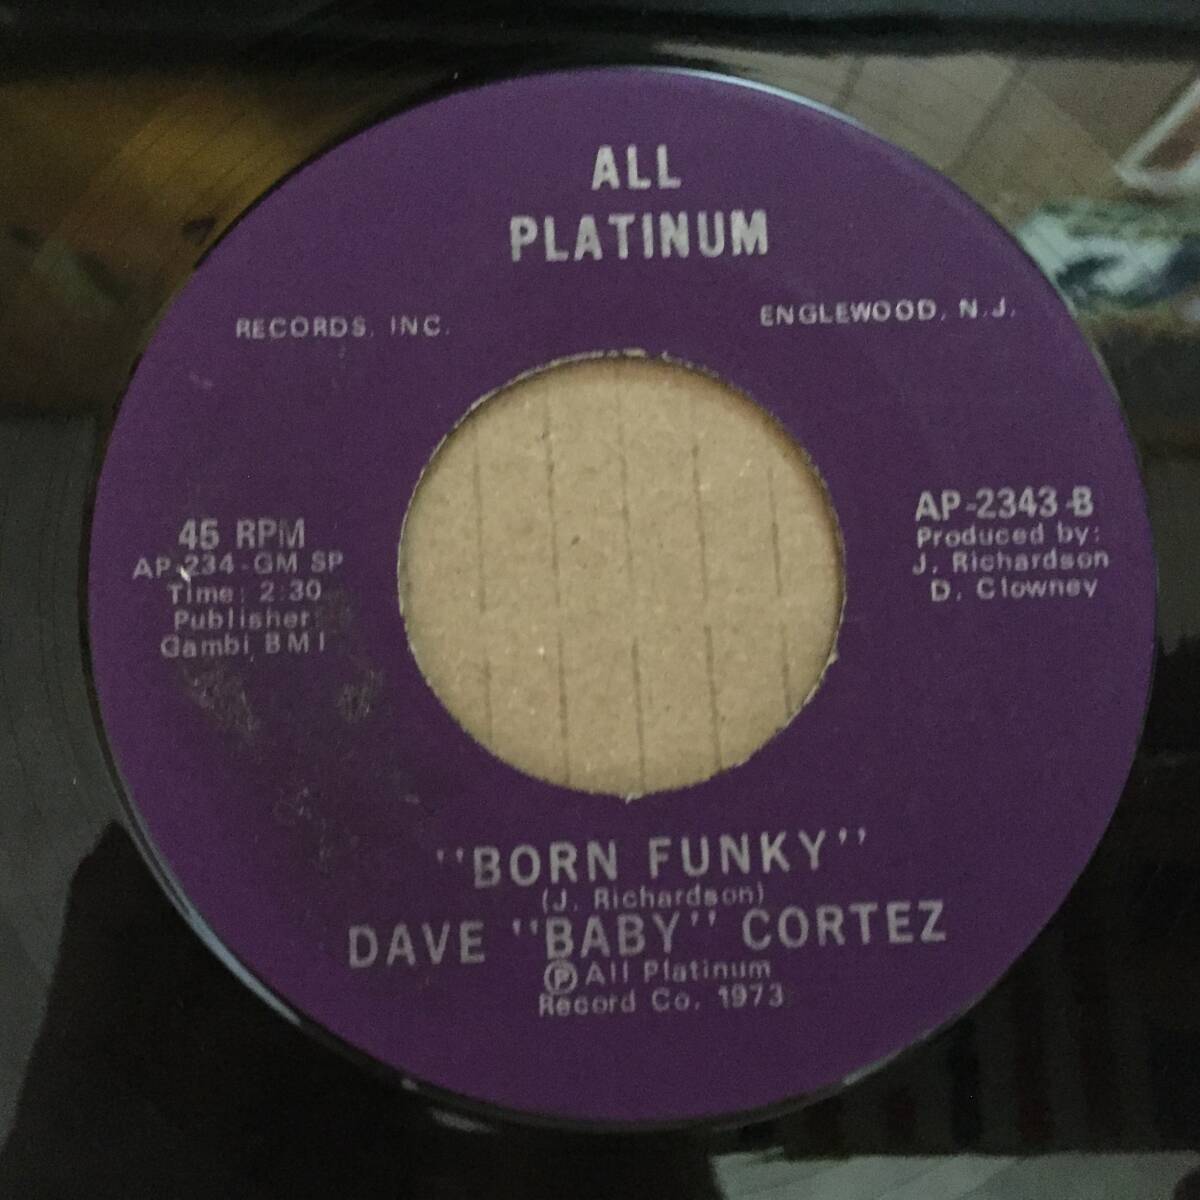 ALL
PLATINUM
RECORDS, INC.
ENGLEWOOD, N.J.
45 RPM
AP-234-GM SP
Time: 2:30
Publisher:
Gambi BMI
AP-2343-B
Produced by:
J. Richardson
D. Clowney
"BORN FUNKY"
(J. Richardson)
DAVE "BABY" CORTEZ
℗ All Platinum
Record Co. 1973